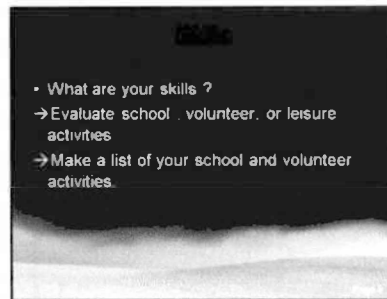 • What are your skills ?
→Evaluate school , volunteer, or leisure
activities
→Make a list of your school and volunteer
activities.